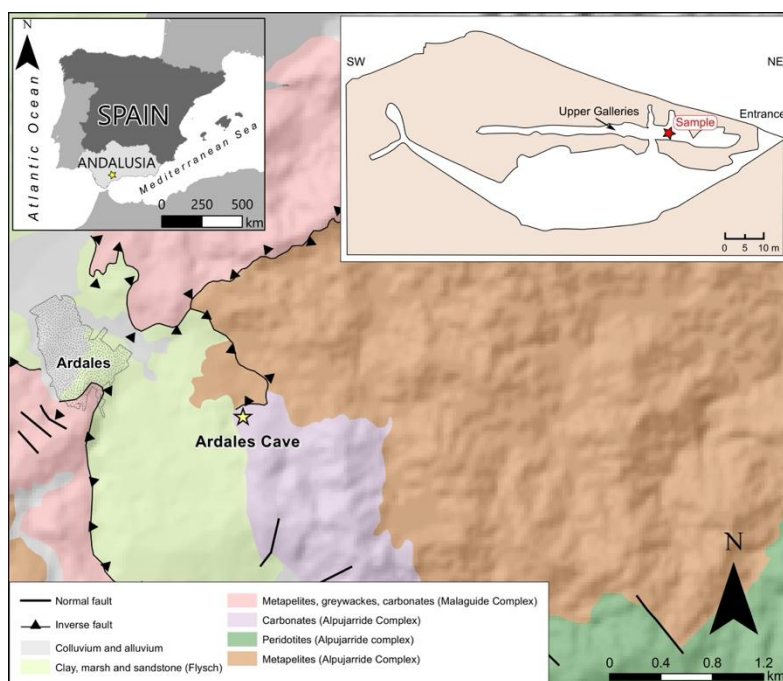 N
Atlantic Ocean
SPAIN
ANDALUSIA
Mediterranean Sea
0 250 500
km
SW
NE
Upper Galleries
Sample
Entrance
0 5 10 m
Ardales
Ardales Cave
N
Normal fault
Inverse fault
Colluvium and alluvium
Clay, marsh and sandstone (Flysch)
Metapelites, greywackes, carbonates (Malaguide Complex)
Carbonates (Alpujarride Complex)
Peridotites (Alpujarride complex)
Metapelites (Alpujarride Complex)
0 0.4 0.8 1.2
km